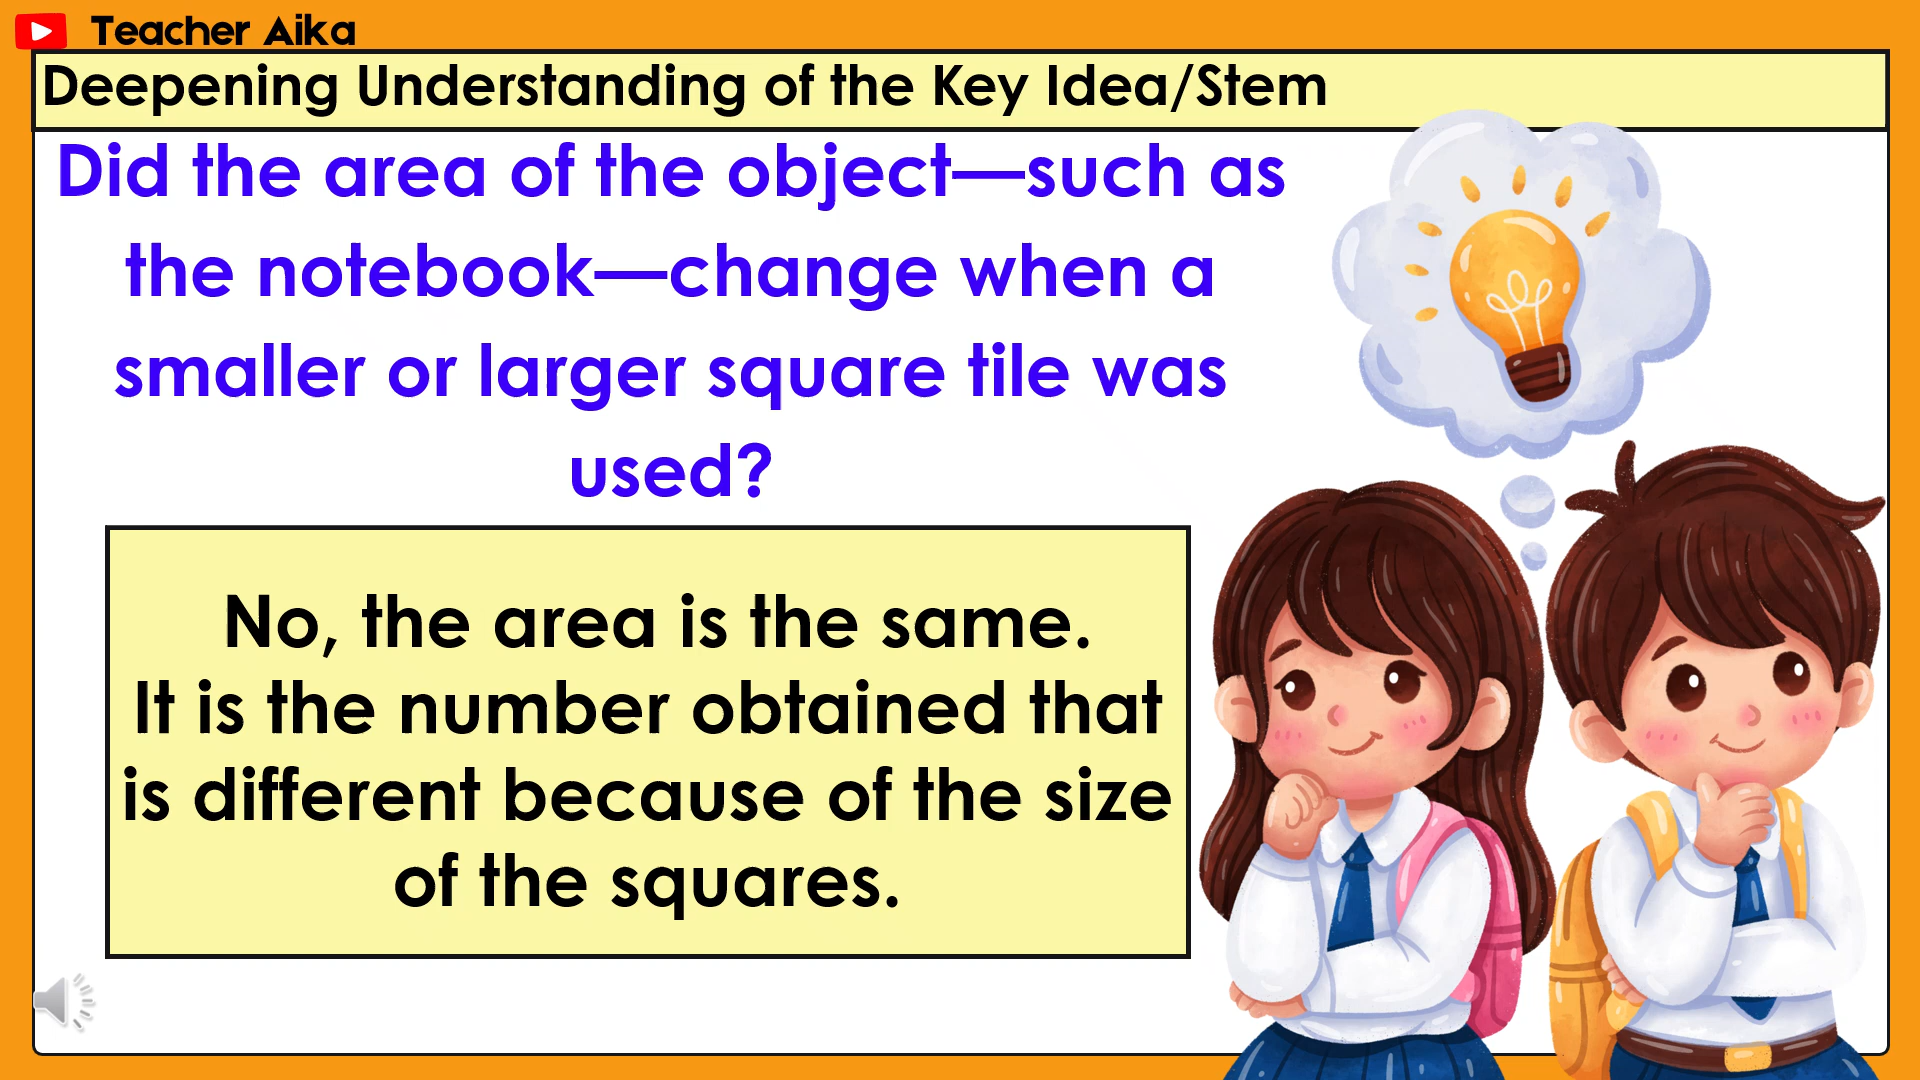 Teacher Aika
Deepening Understanding of the Key Idea/Stem
Did the area of the object—such as
the notebook—change when a
smaller or larger square tile was
used?
No, the area is the same.
It is the number obtained that
is different because of the size
of the squares.